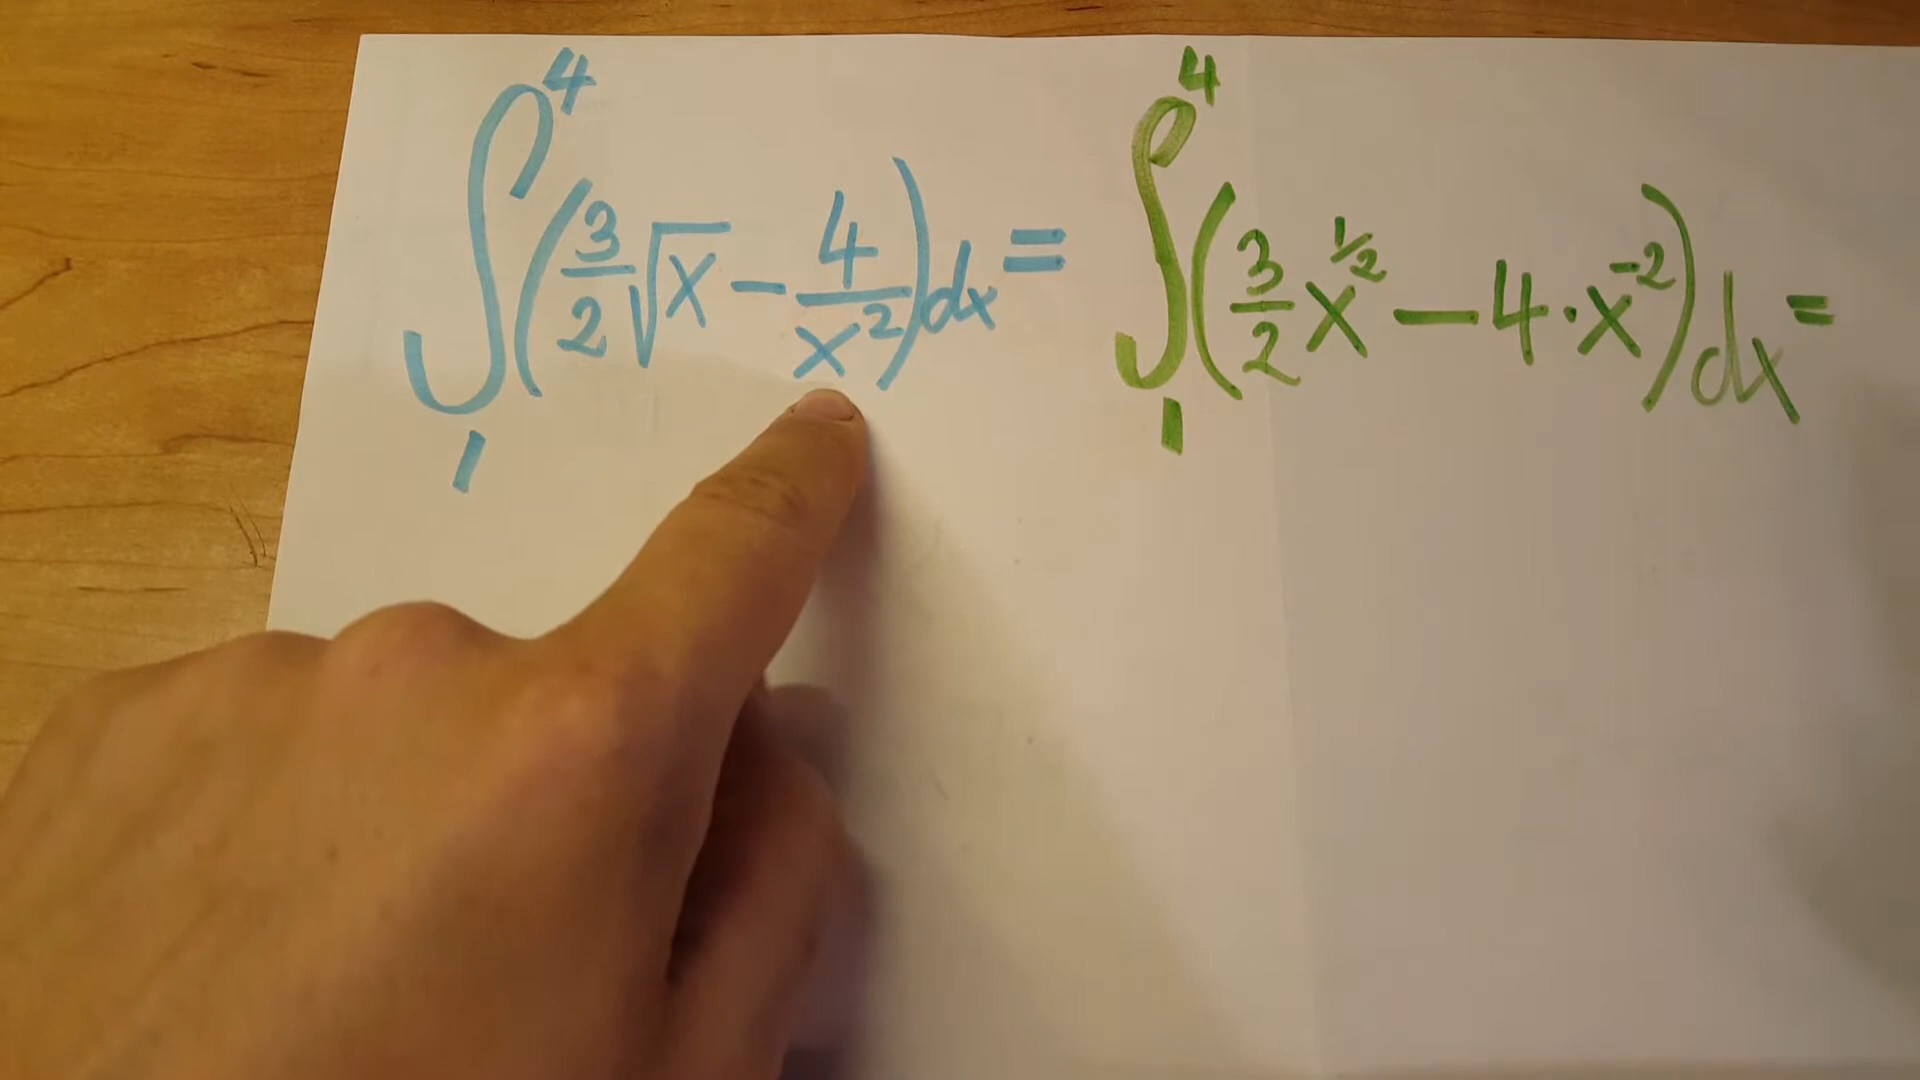 ∫₁⁴ (3/2 √x − 4/x²) dx = ∫₁⁴ (3/2 x^(1/2) − 4·x⁻²) dx =